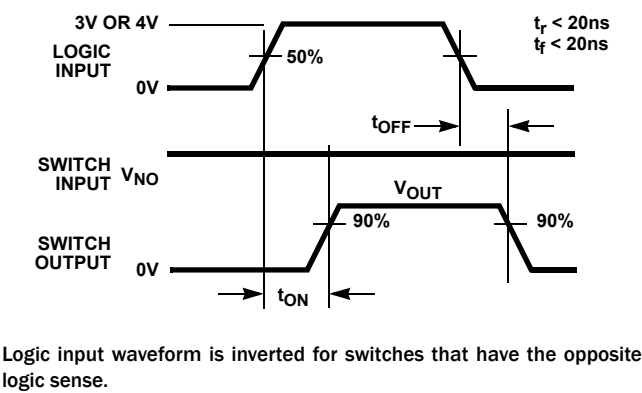 3V OR 4V
LOGIC
INPUT
0V
50%
tr < 20ns
tf < 20ns
tOFF
SWITCH
INPUT
VNO
VOUT
90%
90%
SWITCH
OUTPUT
0V
tON
Logic input waveform is inverted for switches that have the opposite
logic sense.